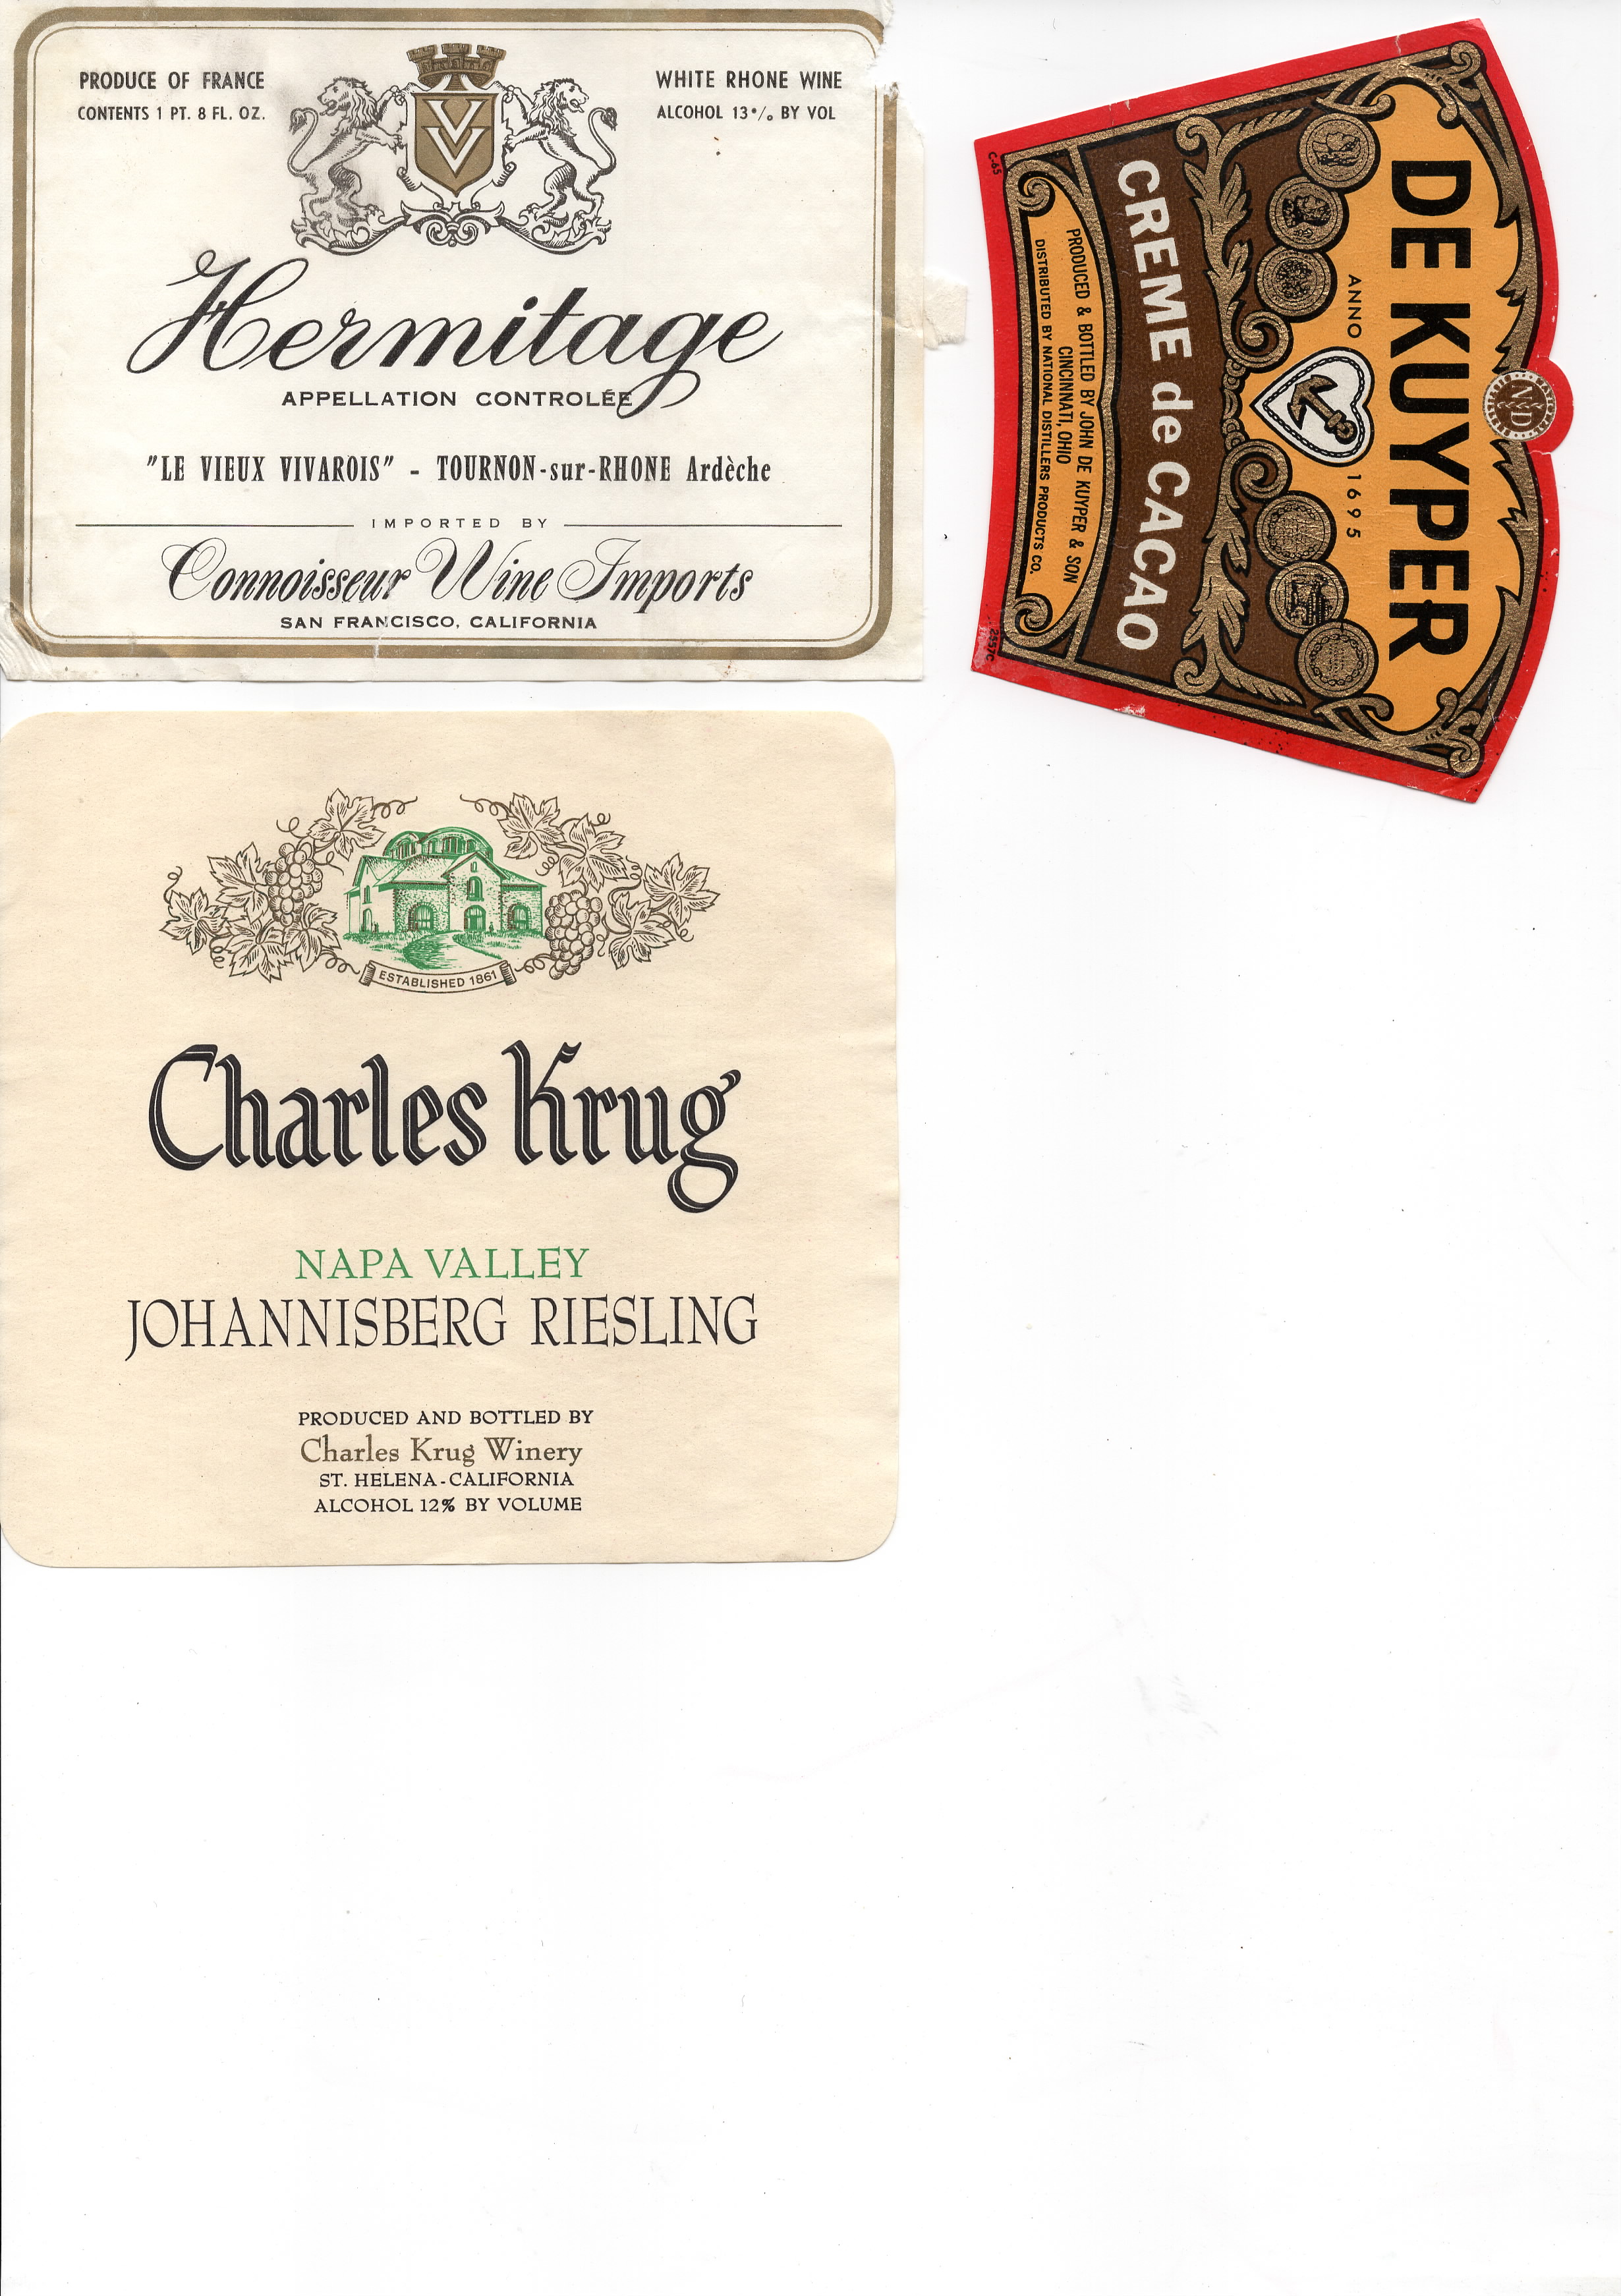 PRODUCE OF FRANCE
CONTENTS 1 PT. 8 FL. OZ.
WHITE RHONE WINE
ALCOHOL 13% BY VOL
VV
Hermitage
APPELLATION CONTROLÉE
"LE VIEUX VIVAROIS" - TOURNON-sur-RHONE Ardèche
IMPORTED BY
Connoisseur Wine Imports
SAN FRANCISCO, CALIFORNIA
N&D
DE KUYPER
ANNO 1695
CREME de CACAO
PRODUCED & BOTTLED BY JOHN DE KUYPER & SON
CINCINNATI, OHIO
DISTRIBUTED BY NATIONAL DISTILLERS PRODUCTS CO.
C-65
2557C
ESTABLISHED 1861
Charles Krug
NAPA VALLEY
JOHANNISBERG RIESLING
PRODUCED AND BOTTLED BY
Charles Krug Winery
ST. HELENA-CALIFORNIA
ALCOHOL 12% BY VOLUME